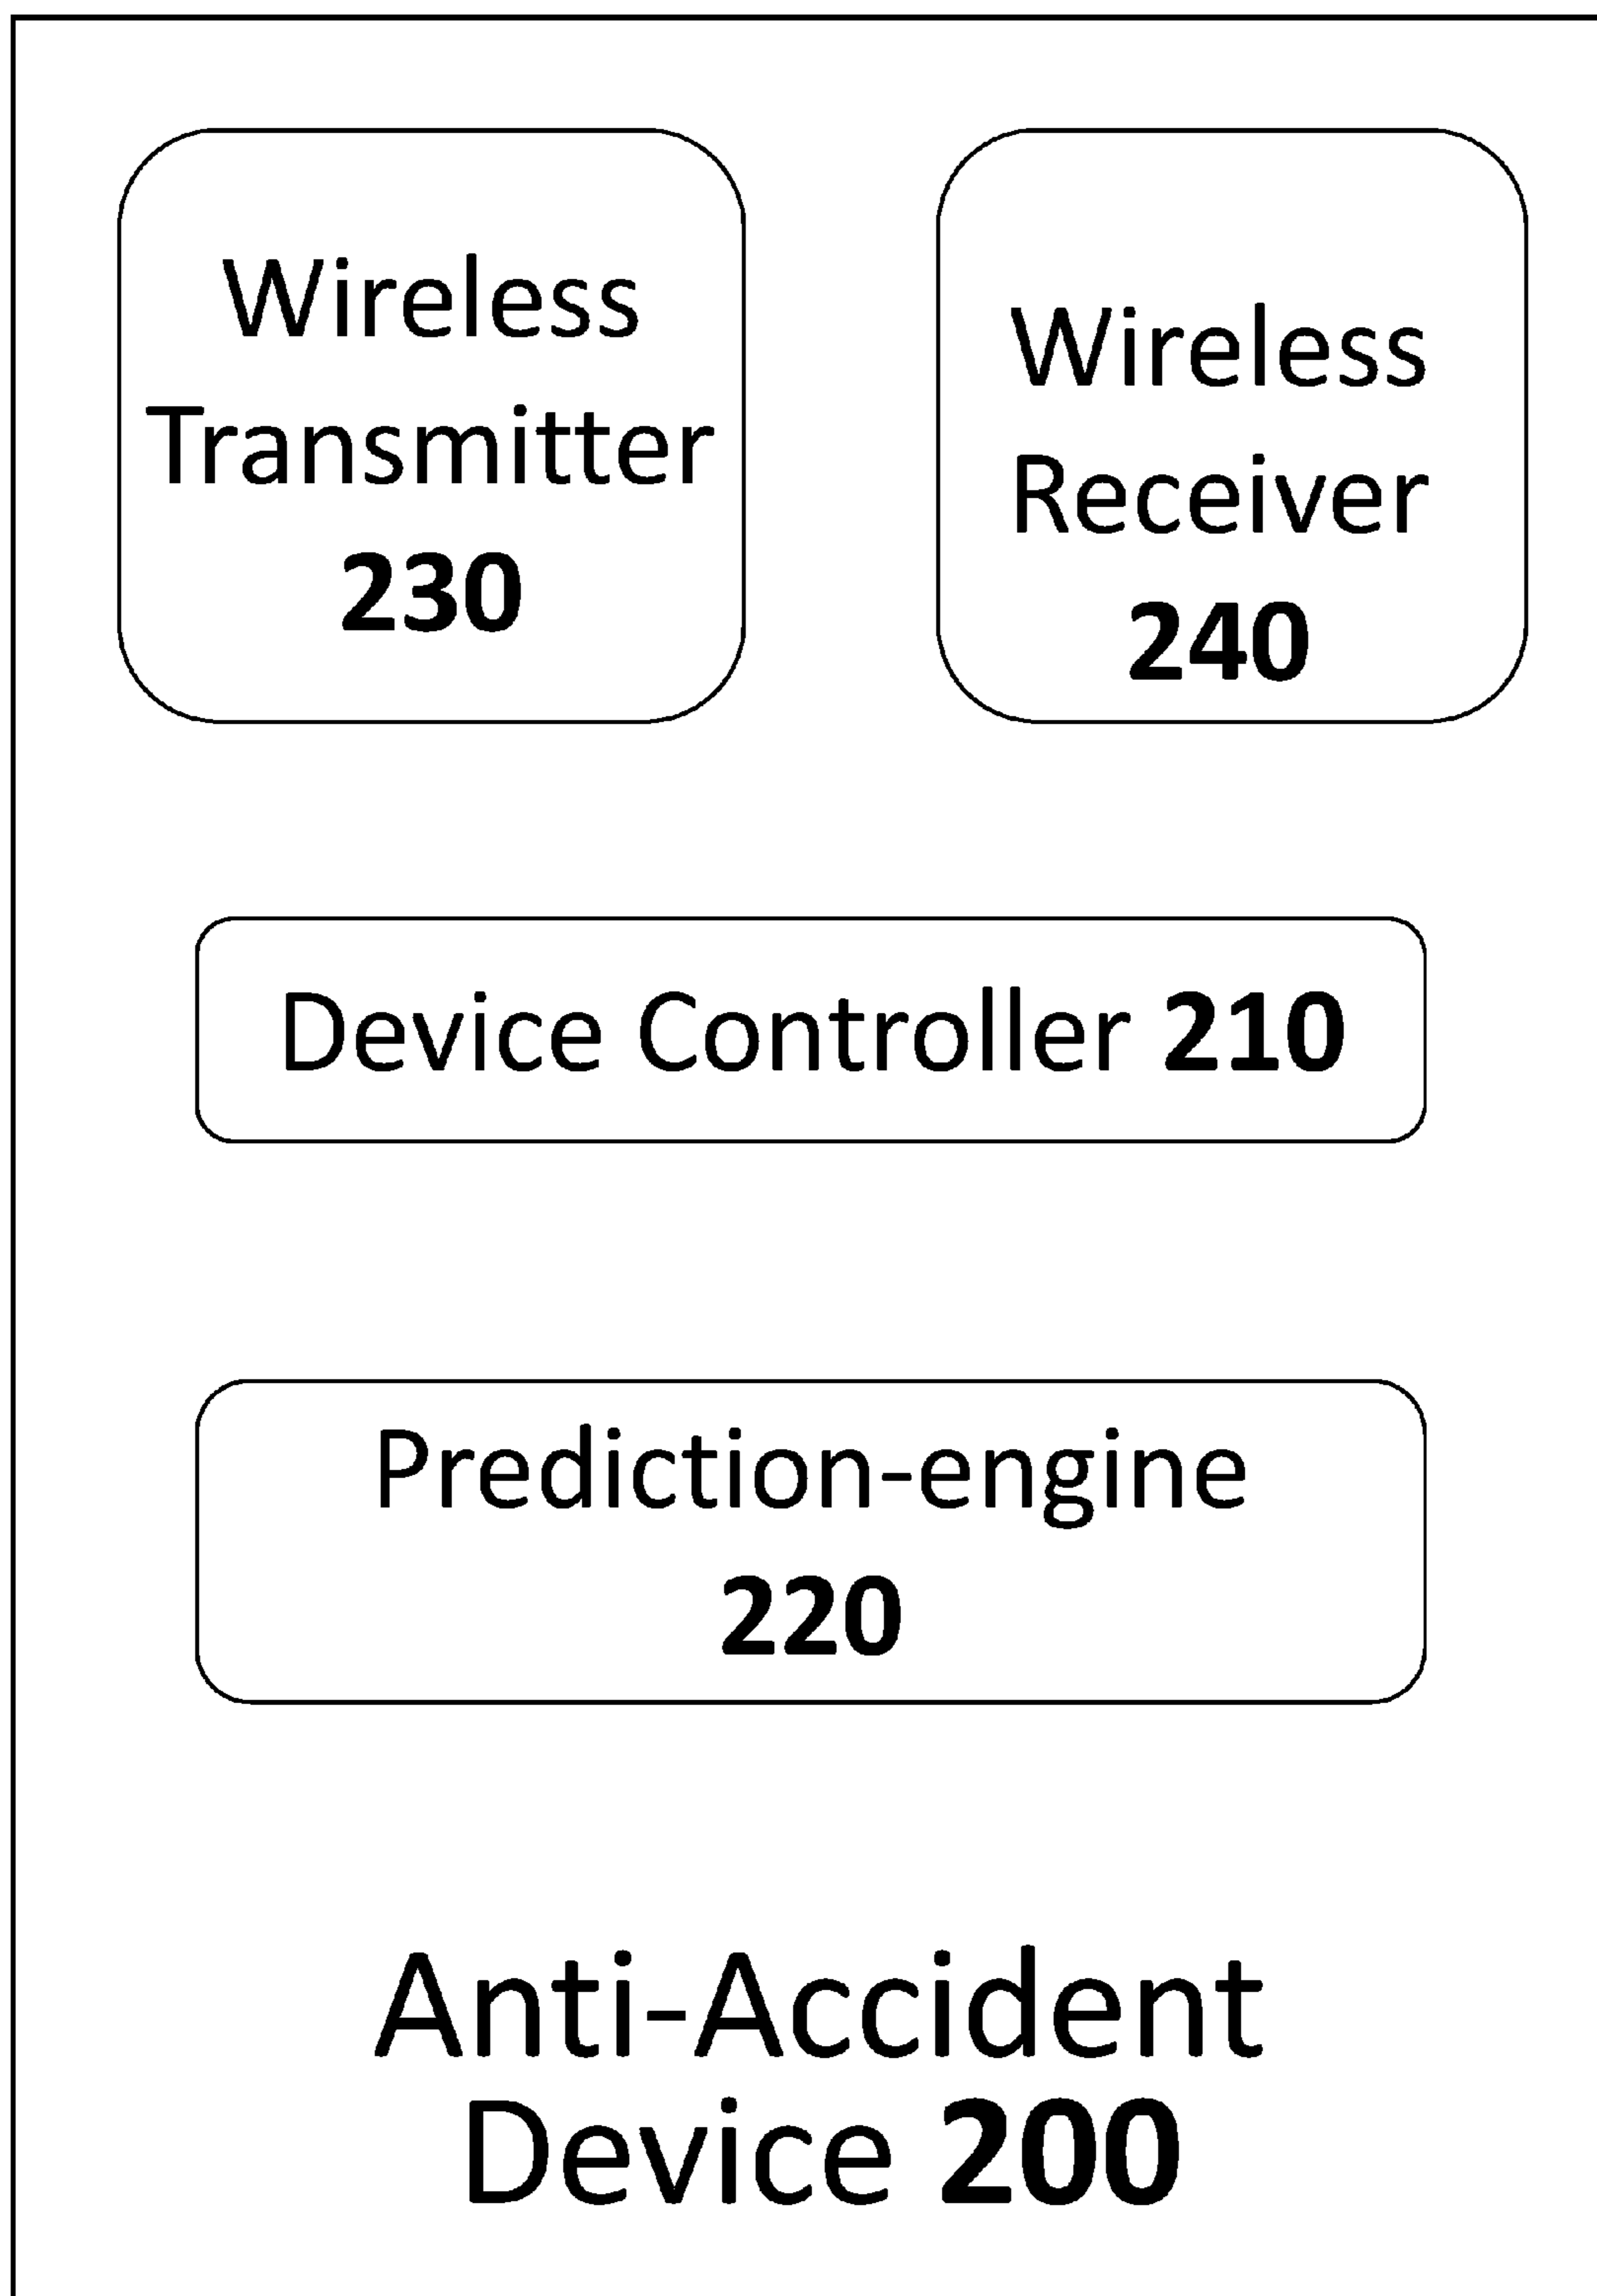 Wireless
Transmitter
230
Wireless
Receiver
240
Device Controller 210
Prediction-engine
220
Anti-Accident
Device 200